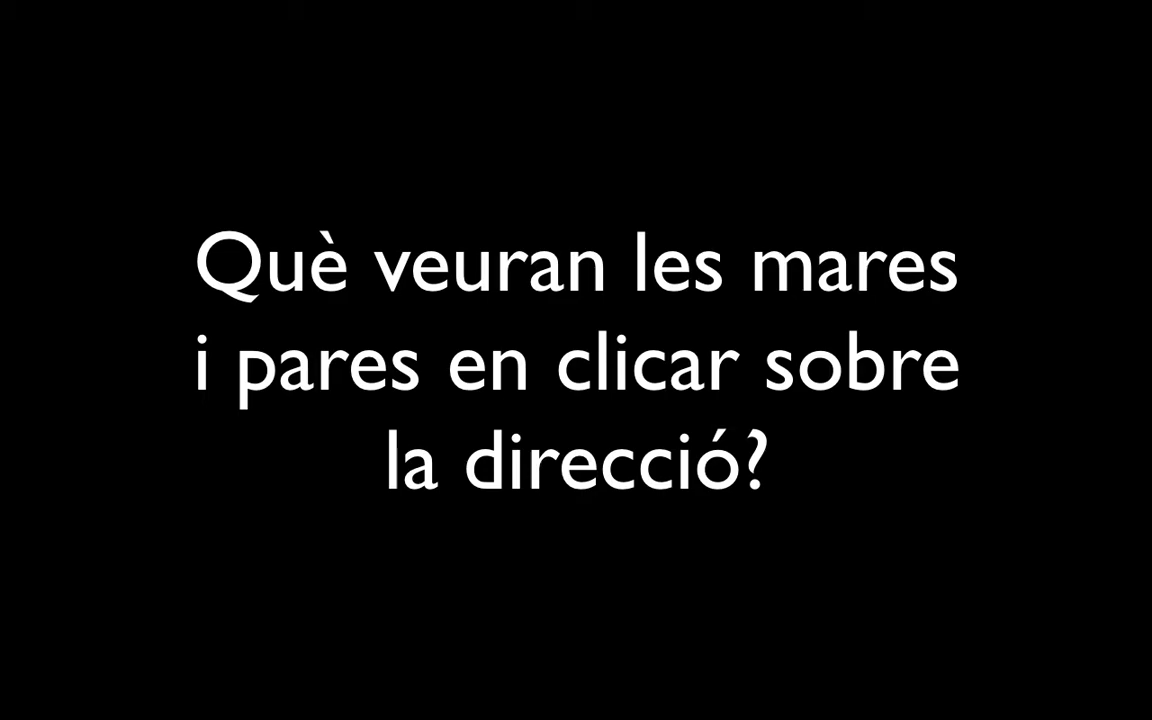 Què veuran les mares
i pares en clicar sobre
la direcció?